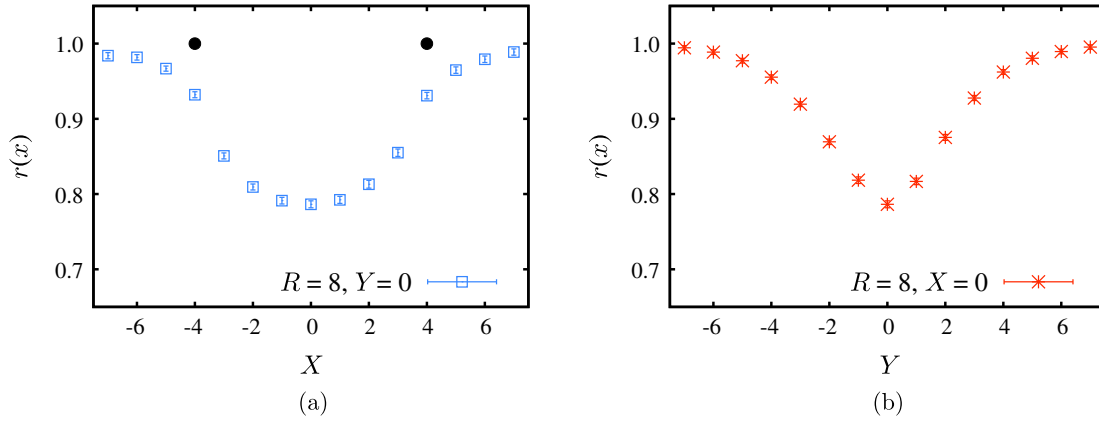 1.0
0.9
0.8
0.7
r(x)
R = 8, Y = 0
-6 -4 -2 0 2 4 6
X
(a)
1.0
0.9
0.8
0.7
r(x)
R = 8, X = 0
-6 -4 -2 0 2 4 6
Y
(b)